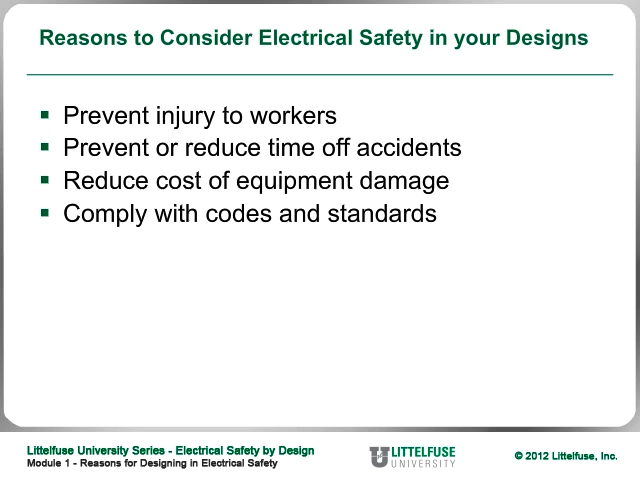 Reasons to Consider Electrical Safety in your Designs
▪ Prevent injury to workers
▪ Prevent or reduce time off accidents
▪ Reduce cost of equipment damage
▪ Comply with codes and standards
Littelfuse University Series - Electrical Safety by Design
Module 1 - Reasons for Designing in Electrical Safety
LITTELFUSE
UNIVERSITY
© 2012 Littelfuse, Inc.